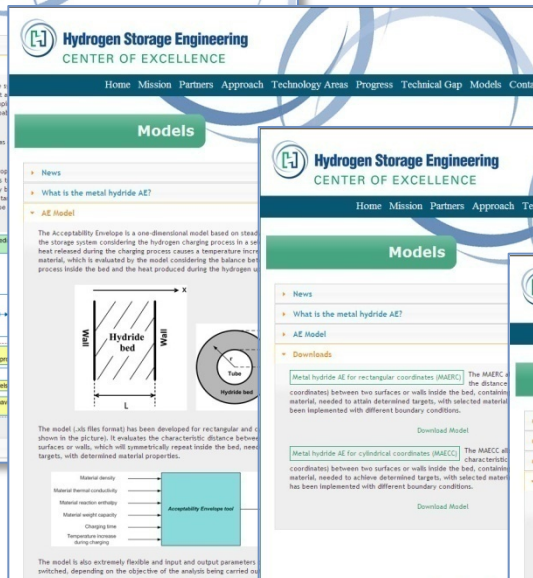 Hydrogen Storage Engineering
CENTER OF EXCELLENCE
Home Mission Partners Approach Technology Areas Progress Technical Gap Models
Models
News
What is the metal hydride AE?
AE Model
The Acceptability Envelope is a one-dimensional model based on
the storage system considering the hydrogen charging process in a
heat released during the charging process causes a temperature
material, which is evaluated by the model considering the balance
process inside the bed and the heat produced during the hydrogen
x
Wall
Hydride bed
Wall
L
r
Tube
Hydride bed
The model (.xls files format) has been developed for rectangular and
shown in the picture). It evaluates the characteristic distance
surfaces or walls, which will symmetrically repeat inside the bed,
targets, with determined material properties.
Material density
Material thermal conductivity
Material reaction enthalpy
Material weight capacity
Charging time
Temperature increase during charging
Acceptability Envelope tool
The model is also extremely flexible and input and output parameters
switched, depending on the objective of the analysis being carried
Hydrogen Storage Engineering
CENTER OF EXCELLENCE
Home Mission Partners Approach
Models
News
What is the metal hydride AE?
AE Model
Downloads
Metal hydride AE for rectangular coordinates (MAERC) The MAERC
the distance
coordinates) between two surfaces or walls inside the bed, containing
material, needed to attain determined targets, with selected material
been implemented with different boundary conditions.
Download Model
Metal hydride AE for cylindrical coordinates (MAECC) The MAECC
characteristic
coordinates) between two surfaces or walls inside the bed, containing
material, needed to achieve determined targets, with selected
has been implemented with different boundary conditions.
Download Model